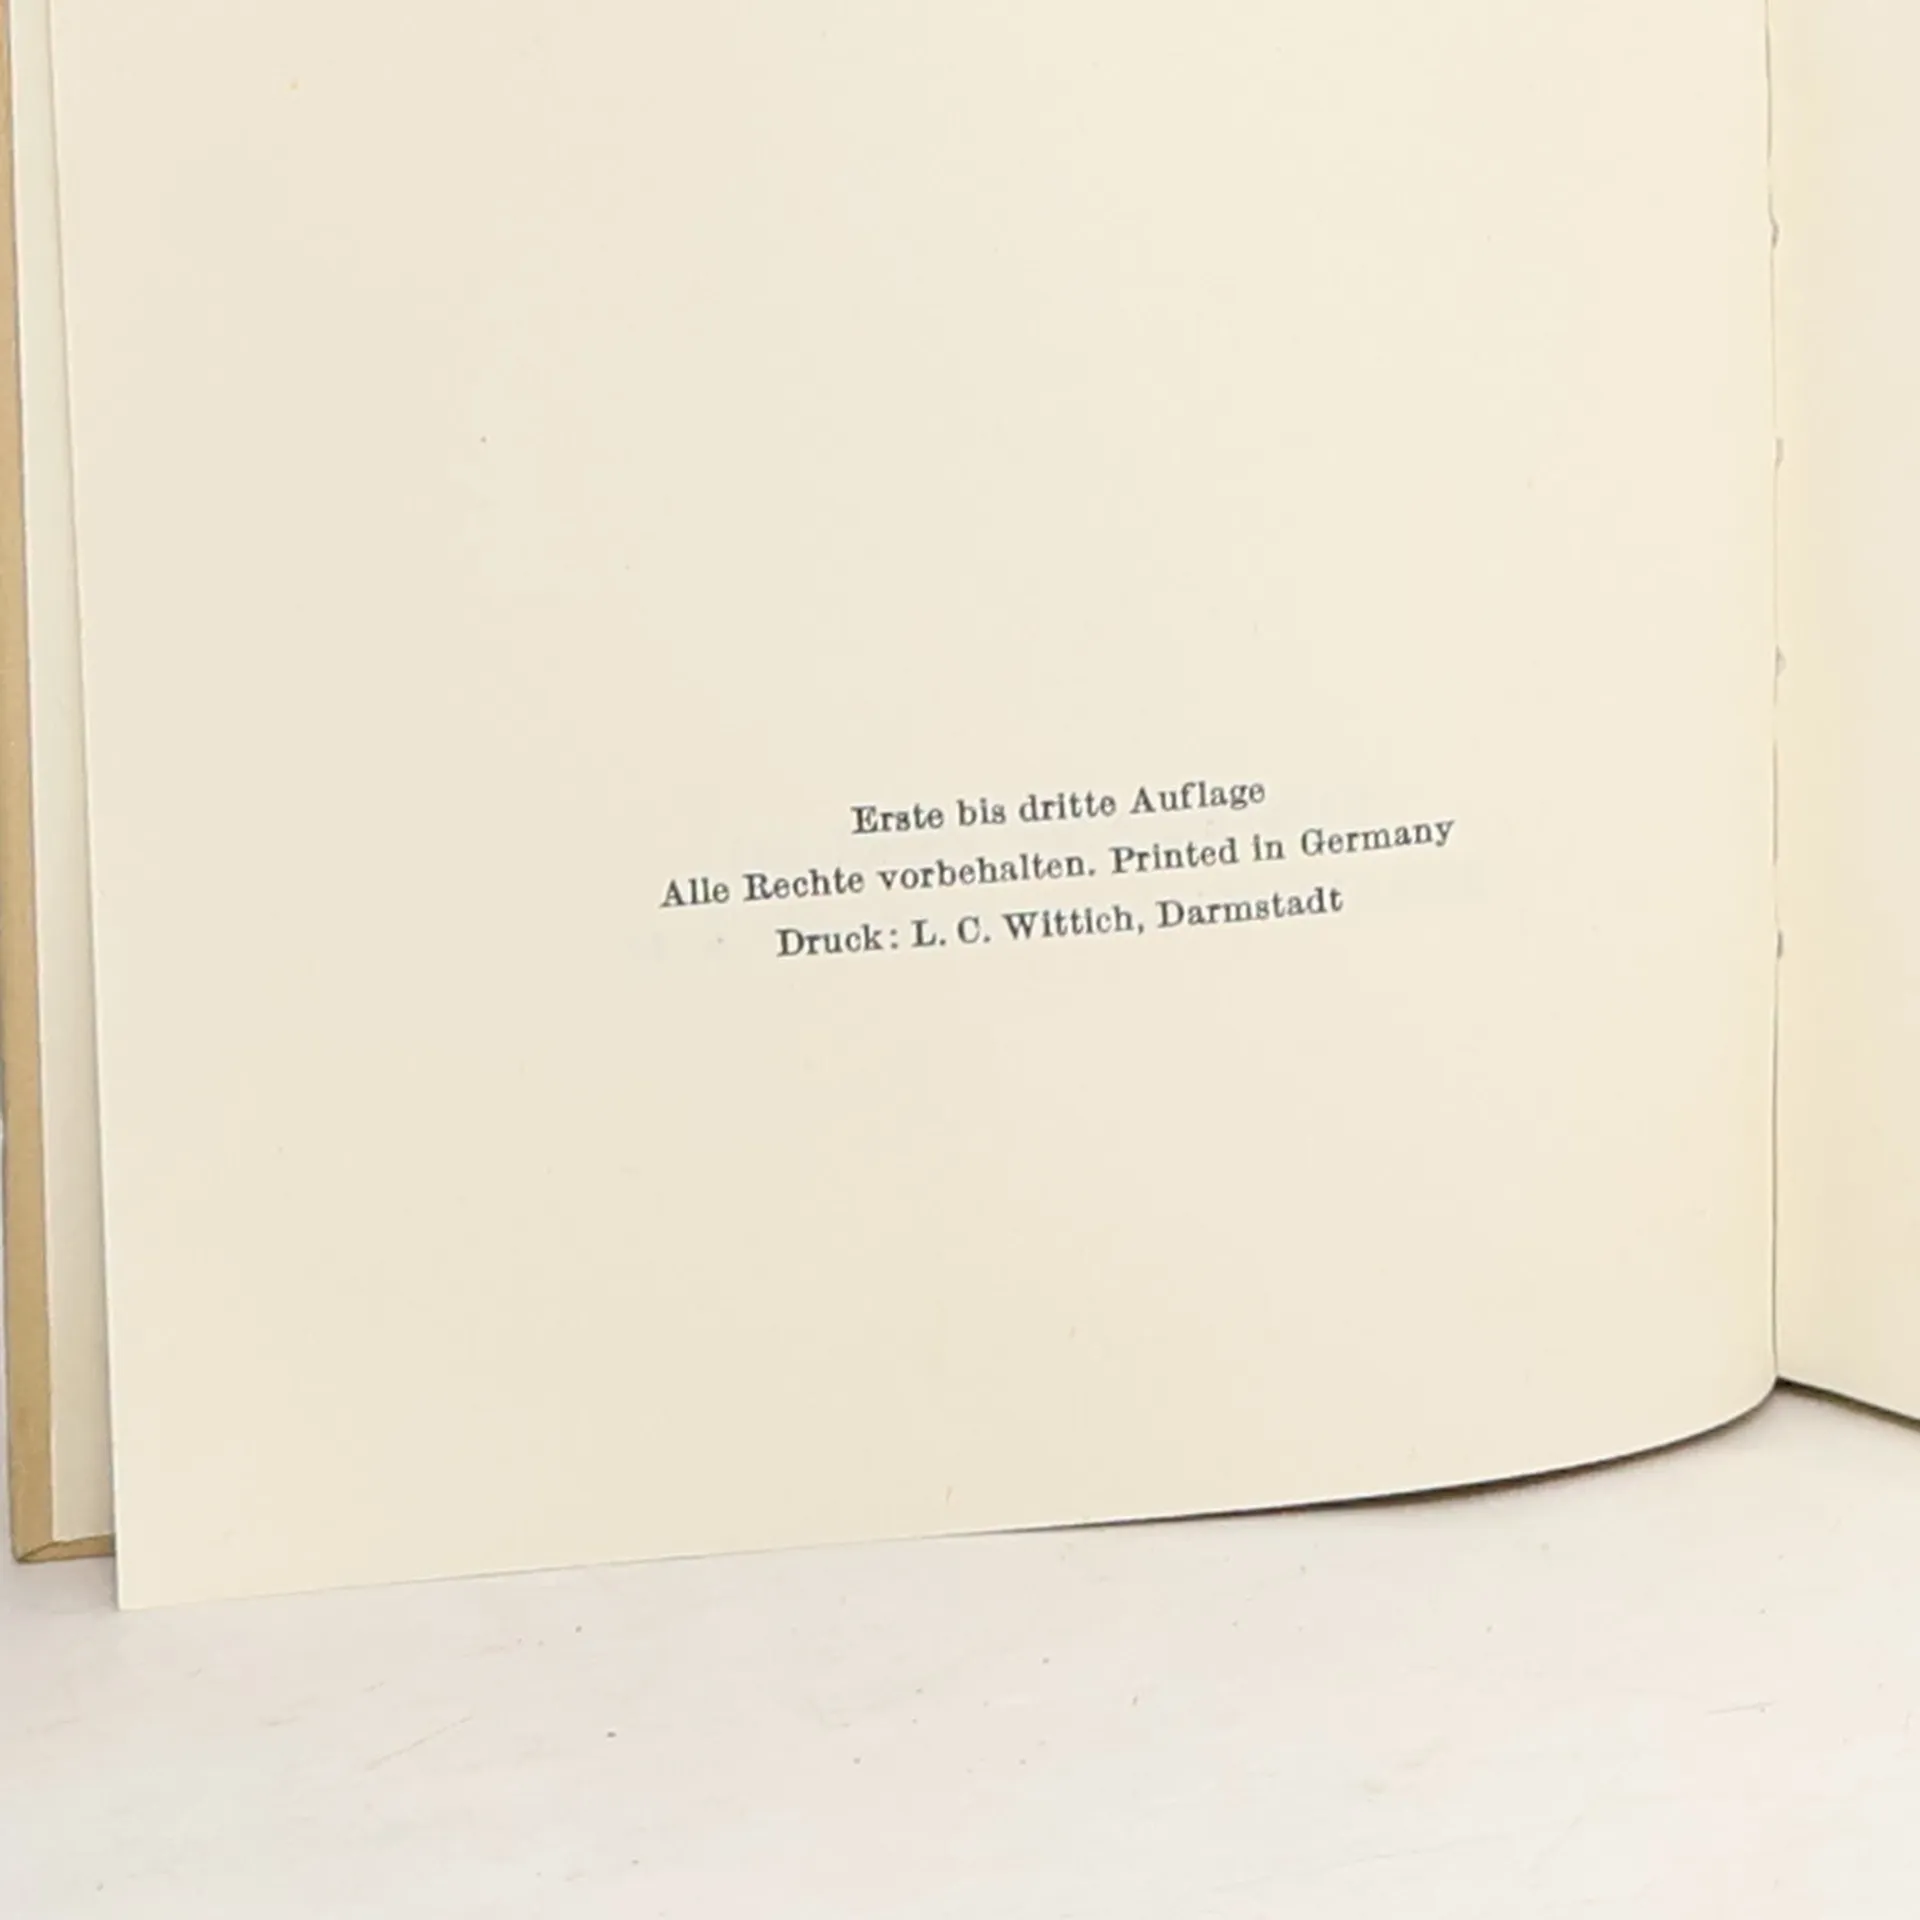 Erste bis dritte Auflage
Alle Rechte vorbehalten. Printed in Germany
Druck: L. C. Wittich, Darmstadt